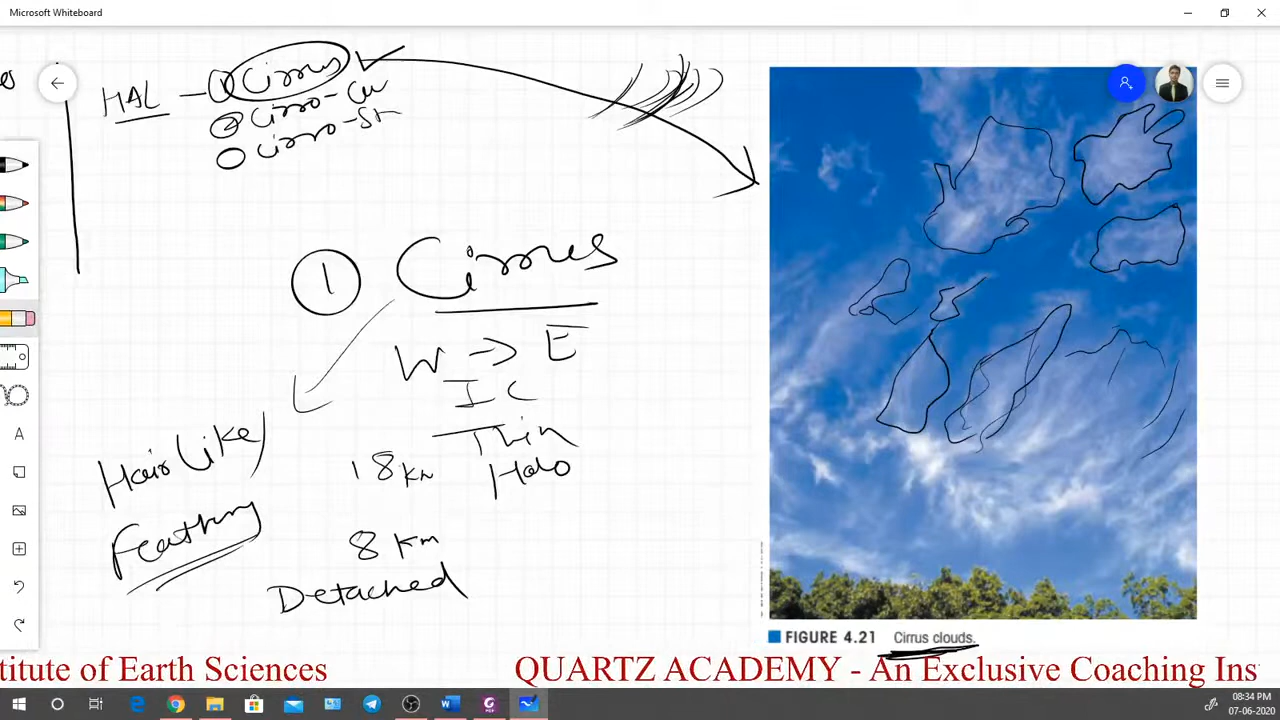 Microsoft Whiteboard
es
HAL - ① Cirrus ✓
② Cirro-Cu
Cirro-St
① Cirrus
W → E
IC
Thin
Halo
Hair like
18 Km
8 Km
Detached
FIGURE 4.21 Cirrus clouds.
titute of Earth Sciences QUARTZ ACADEMY - An Exclusive Coaching Ins
08:34 PM
07-06-2020